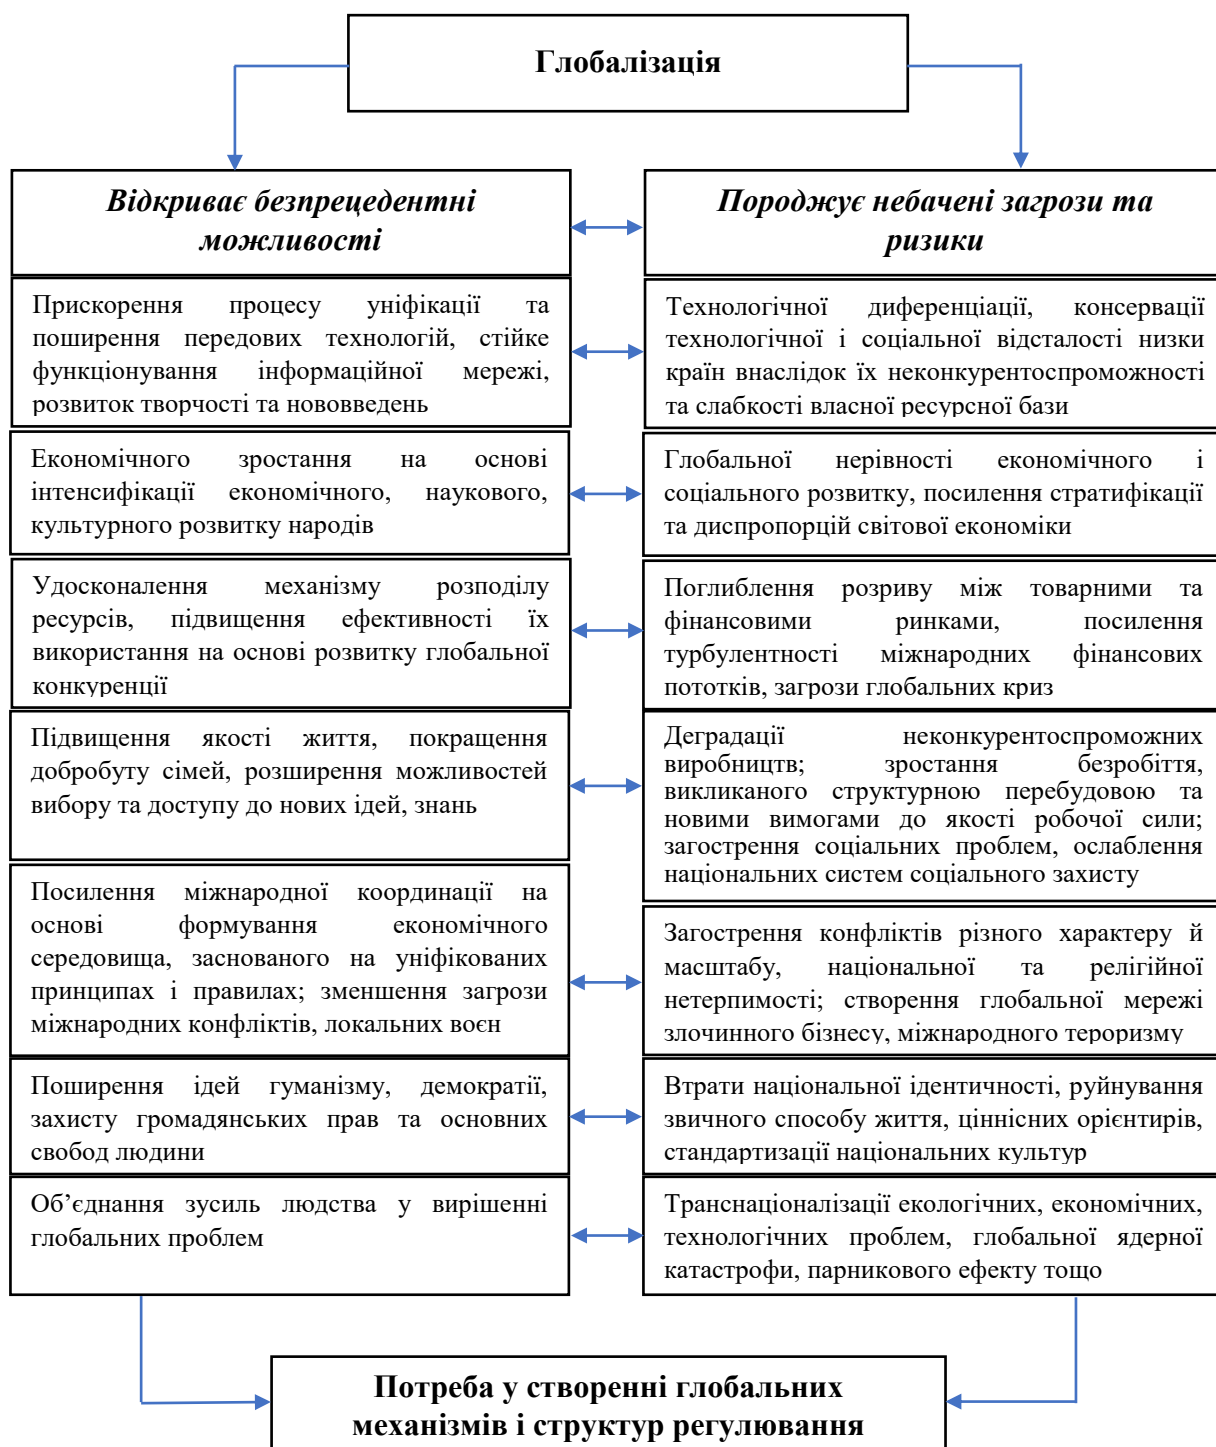 Глобалізація
Відкриває безпрецедентні
можливості
Породжує небачені загрози та
ризики
Прискорення процесу уніфікації та
поширення передових технологій, стійке
функціонування інформаційної мережі,
розвиток творчості та нововведень
Технологічної диференціації, консервації
технологічної і соціальної відсталості низки
країн внаслідок їх неконкурентоспроможності
та слабкості власної ресурсної бази
Економічного зростання на основі
інтенсифікації економічного, наукового,
культурного розвитку народів
Глобальної нерівності економічного і
соціального розвитку, посилення стратифікації
та диспропорцій світової економіки
Удосконалення механізму розподілу
ресурсів, підвищення ефективності їх
використання на основі розвитку глобальної
конкуренції
Поглиблення розриву між товарними та
фінансовими ринками, посилення
турбулентності міжнародних фінансових
пототків, загрози глобальних криз
Підвищення якості життя, покращення
добробуту сімей, розширення можливостей
вибору та доступу до нових ідей, знань
Деградації неконкурентоспроможних
виробництв; зростання безробіття,
викликаного структурною перебудовою та
новими вимогами до якості робочої сили;
загострення соціальних проблем, ослаблення
національних систем соціального захисту
Посилення міжнародної координації на
основі формування економічного
середовища, заснованого на уніфікованих
принципах і правилах; зменшення загрози
міжнародних конфліктів, локальних воєн
Загострення конфліктів різного характеру й
масштабу, національної та релігійної
нетерпимості; створення глобальної мережі
злочинного бізнесу, міжнародного тероризму
Поширення ідей гуманізму, демократії,
захисту громадянських прав та основних
свобод людини
Втрати національної ідентичності, руйнування
звичного способу життя, ціннісних орієнтирів,
стандартизації національних культур
Об’єднання зусиль людства у вирішенні
глобальних проблем
Транснаціоналізації екологічних, економічних,
технологічних проблем, глобальної ядерної
катастрофи, парникового ефекту тощо
Потреба у створенні глобальних
механізмів і структур регулювання